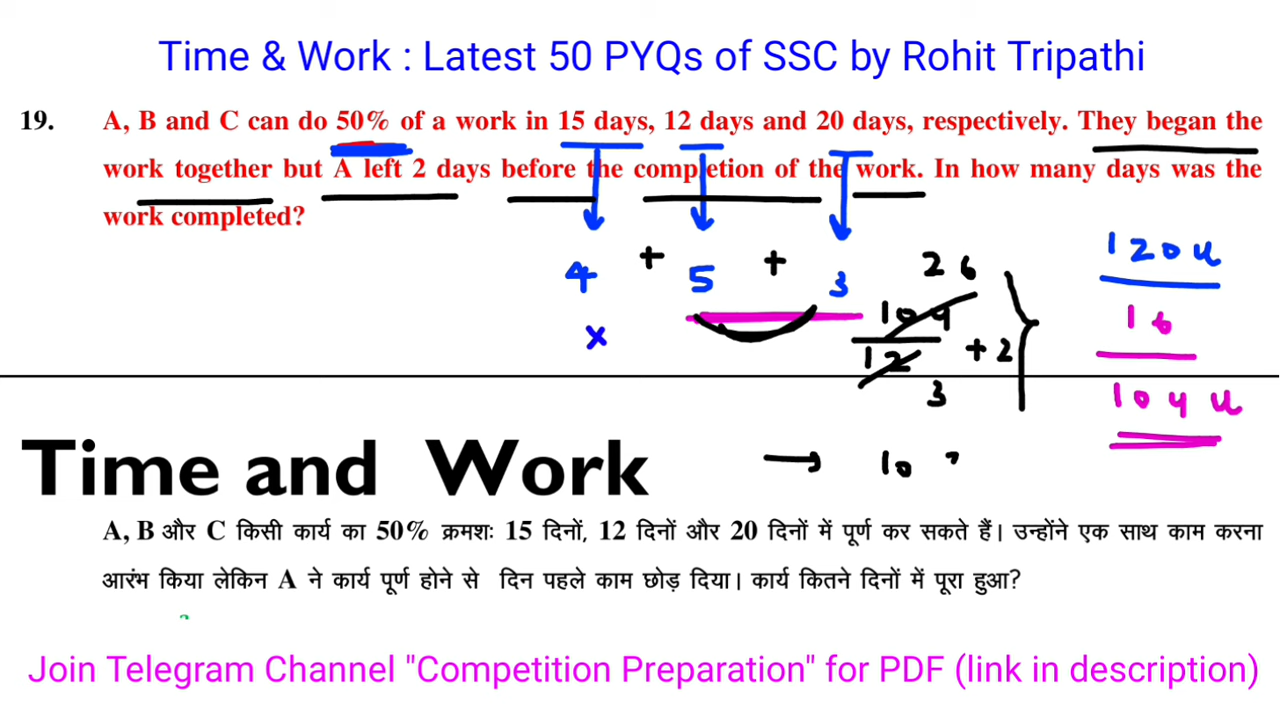 Time & Work : Latest 50 PYQs of SSC by Rohit Tripathi
19. A, B and C can do 50% of a work in 15 days, 12 days and 20 days, respectively. They began the
work together but A left 2 days before the completion of the work. In how many days was the
work completed?
4 + 5 + 3
x
26
104
12 + 2
3
120u
16
104u
→ 10
Time and Work
A, B और C किसी कार्य का 50% क्रमशः 15 दिनों, 12 दिनों और 20 दिनों में पूर्ण कर सकते हैं। उन्होंने एक साथ काम करना
आरंभ किया लेकिन A ने कार्य पूर्ण होने से दिन पहले काम छोड़ दिया। कार्य कितने दिनों में पूरा हुआ?
Join Telegram Channel "Competition Preparation" for PDF (link in description)